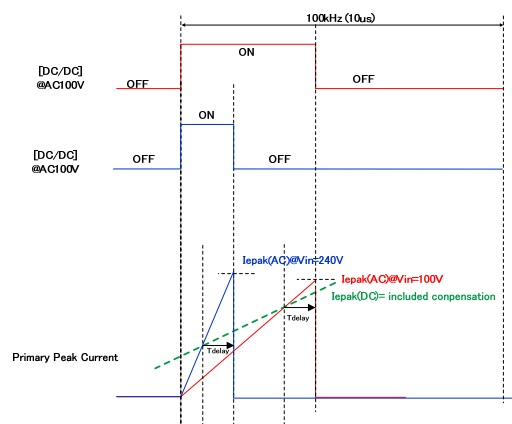 100kHz (10us)
[DC/DC]
@AC100V
OFF
ON
OFF
[DC/DC]
@AC100V
OFF
ON
OFF
Iepak(AC)@Vin=240V
Iepak(AC)@Vin=100V
Iepak(DC)= included conpensation
Tdelay
Tdelay
Primary Peak Current